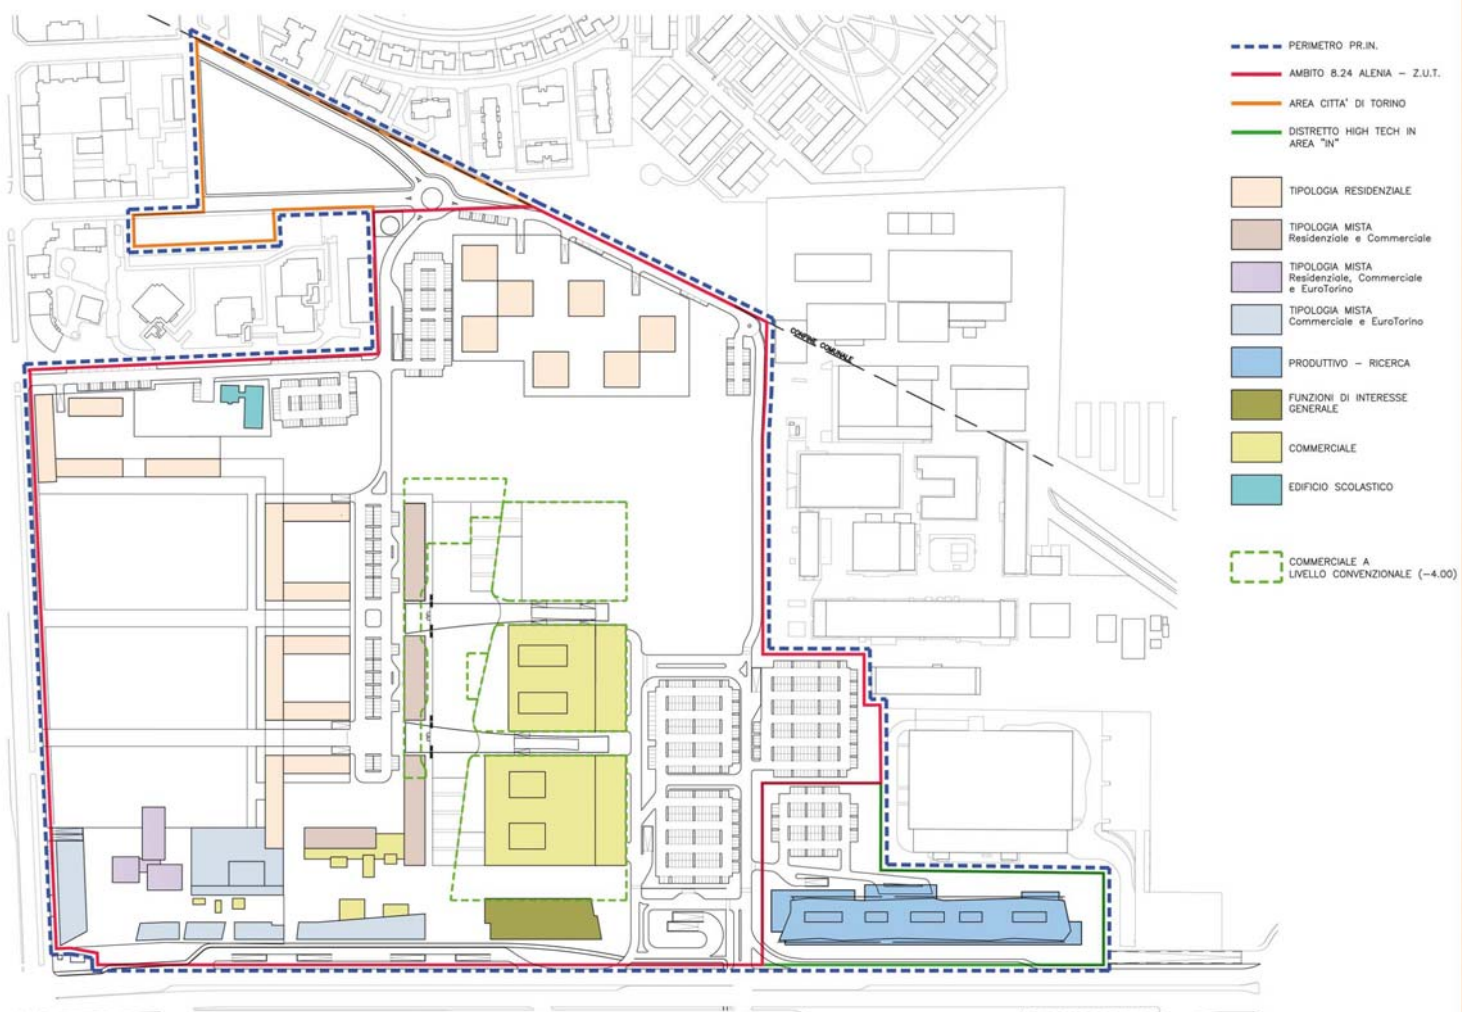 PERIMETRO PR.IN.
AMBITO 8.24 ALENIA – Z.U.T.
AREA CITTA' DI TORINO
DISTRETTO HIGH TECH IN
AREA "IN"
TIPOLOGIA RESIDENZIALE
TIPOLOGIA MISTA
Residenziale e Commerciale
TIPOLOGIA MISTA
Residenziale, Commerciale
e EuroTorino
TIPOLOGIA MISTA
Commerciale e EuroTorino
PRODUTTIVO – RICERCA
FUNZIONI DI INTERESSE
GENERALE
COMMERCIALE
EDIFICIO SCOLASTICO
COMMERCIALE A
LIVELLO CONVENZIONALE (–4.00)
CONFINE COMUNALE